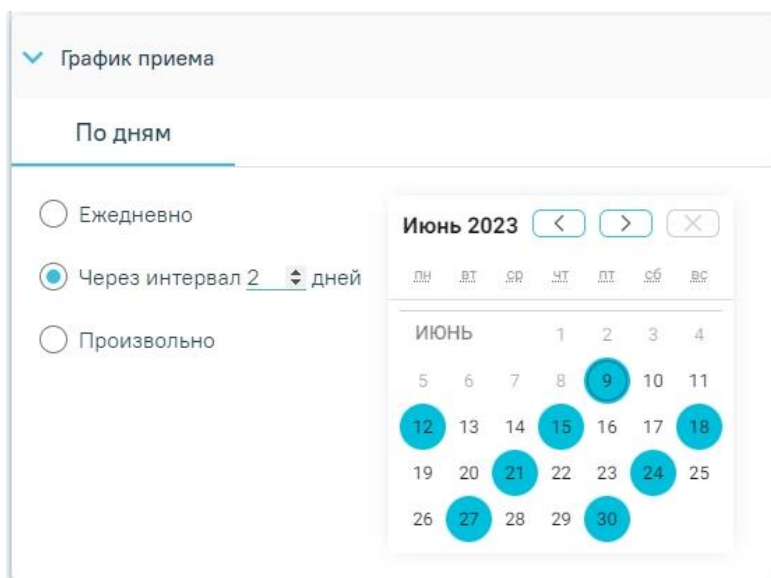 График приема
По дням
Ежедневно
Через интервал 2 дней
Произвольно
Июнь 2023
пн вт ср чт пт сб вс
ИЮНЬ 1 2 3 4
5 6 7 8 9 10 11
12 13 14 15 16 17 18
19 20 21 22 23 24 25
26 27 28 29 30